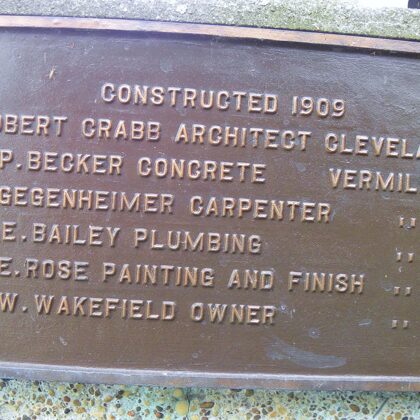 CONSTRUCTED 1909
OBERT CRABB ARCHITECT CLEVELA
P. BECKER CONCRETE VERMIL
GEGENHEIMER CARPENTER ,,
E. BAILEY PLUMBING ,,
E. ROSE PAINTING AND FINISH ,,
W. WAKEFIELD OWNER ,,